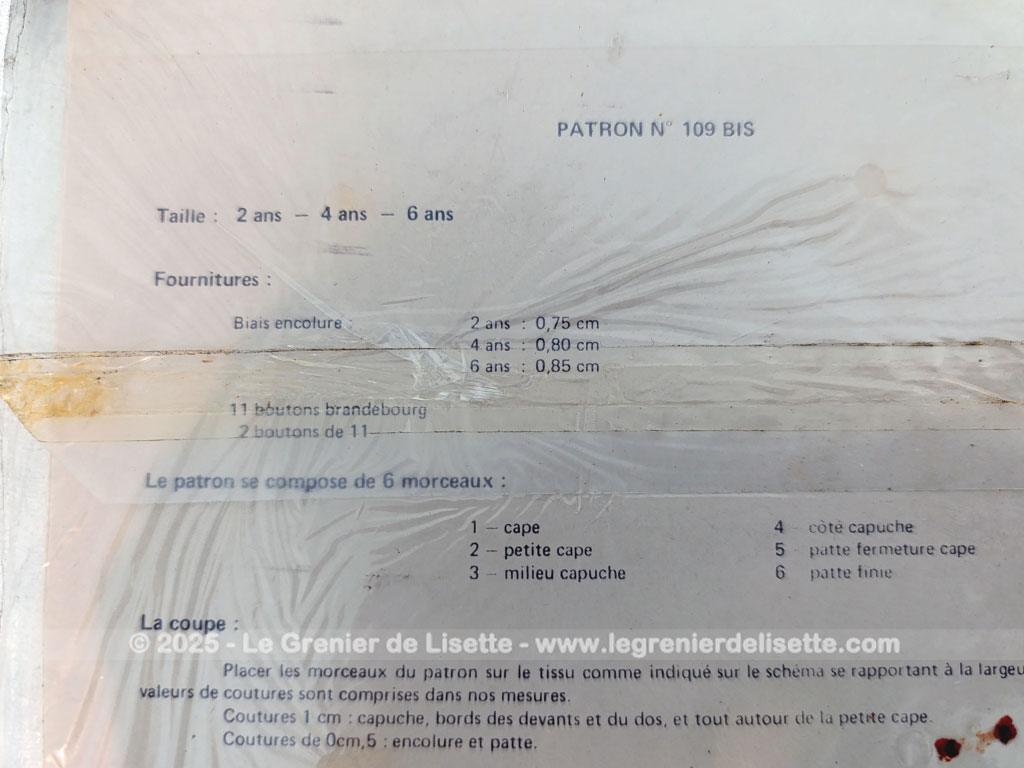 PATRON N° 109 BIS
Taille : 2 ans – 4 ans – 6 ans
Fournitures :
Biais encolure : 2 ans : 0,75 cm
4 ans : 0,80 cm
6 ans : 0,85 cm
11 boutons brandebourg
2 boutons de 11
Le patron se compose de 6 morceaux :
1 – cape 4 – côté capuche
2 – petite cape 5 patte fermeture cape
3 – milieu capuche 6 patte finie
La coupe :
© 2025 - Le Grenier de Lisette - www.legrenierdelisette.com
Placer les morceaux du patron sur le tissu comme indiqué sur le schéma se rapportant à la largeu
valeurs de coutures sont comprises dans nos mesures.
Coutures 1 cm : capuche, bords des devants et du dos, et tout autour de la petite cape.
Coutures de 0cm,5 : encolure et patte.